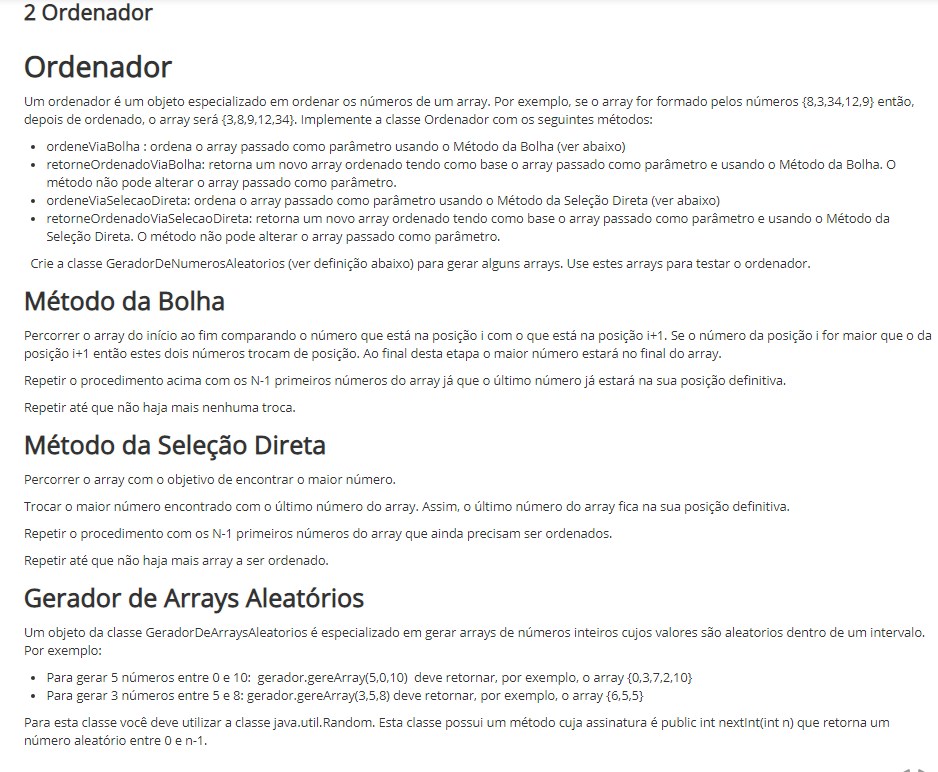 2 Ordenador
Ordenador
Um ordenador é um objeto especializado em ordenar os números de um array. Por exemplo, se o array for formado pelos números {8,3,34,12,9} então,
depois de ordenado, o array será {3,8,9,12,34}. Implemente a classe Ordenador com os seguintes métodos:
• ordeneViaBolha : ordena o array passado como parâmetro usando o Método da Bolha (ver abaixo)
• retorneOrdenadoViaBolha: retorna um novo array ordenado tendo como base o array passado como parâmetro e usando o Método da Bolha. O
método não pode alterar o array passado como parâmetro.
• ordeneViaSelecaoDireta: ordena o array passado como parâmetro usando o Método da Seleção Direta (ver abaixo)
• retorneOrdenadoViaSelecaoDireta: retorna um novo array ordenado tendo como base o array passado como parâmetro e usando o Método da
Seleção Direta. O método não pode alterar o array passado como parâmetro.
Crie a classe GeradorDeNumerosAleatorios (ver definição abaixo) para gerar alguns arrays. Use estes arrays para testar o ordenador.
Método da Bolha
Percorrer o array do início ao fim comparando o número que está na posição i com o que está na posição i+1. Se o número da posição i for maior que o da
posição i+1 então estes dois números trocam de posição. Ao final desta etapa o maior número estará no final do array.
Repetir o procedimento acima com os N-1 primeiros números do array já que o último número já estará na sua posição definitiva.
Repetir até que não haja mais nenhuma troca.
Método da Seleção Direta
Percorrer o array com o objetivo de encontrar o maior número.
Trocar o maior número encontrado com o último número do array. Assim, o último número do array fica na sua posição definitiva.
Repetir o procedimento com os N-1 primeiros números do array que ainda precisam ser ordenados.
Repetir até que não haja mais array a ser ordenado.
Gerador de Arrays Aleatórios
Um objeto da classe GeradorDeArraysAleatorios é especializado em gerar arrays de números inteiros cujos valores são aleatorios dentro de um intervalo.
Por exemplo:
• Para gerar 5 números entre 0 e 10: gerador.gereArray(5,0,10) deve retornar, por exemplo, o array {0,3,7,2,10}
• Para gerar 3 números entre 5 e 8: gerador.gereArray(3,5,8) deve retornar, por exemplo, o array {6,5,5}
Para esta classe você deve utilizar a classe java.util.Random. Esta classe possui um método cuja assinatura é public int nextInt(int n) que retorna um
número aleatório entre 0 e n-1.